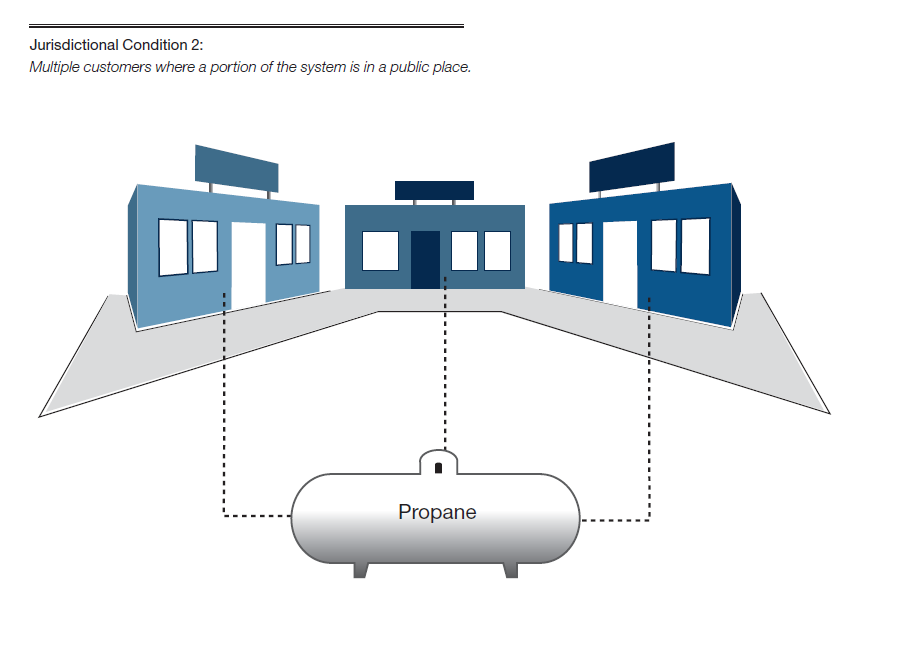 Jurisdictional Condition 2:
Multiple customers where a portion of the system is in a public place.
Propane